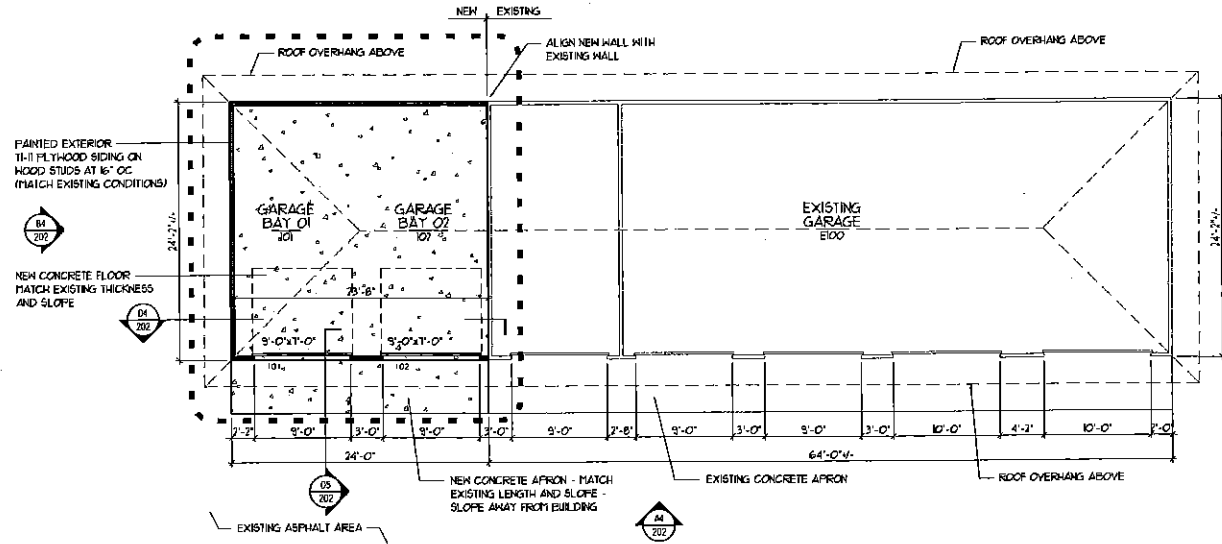 NEW EXISTING
ROOF OVERHANG ABOVE
ALIGN NEW WALL WITH
EXISTING WALL
ROOF OVERHANG ABOVE
PAINTED EXTERIOR
T1-11 PLYWOOD SIDING ON
WOOD STUDS AT 16" OC
(MATCH EXISTING CONDITIONS)
B4
202
24'-2"+/-
GARAGE
BAY 01
101
GARAGE
BAY 02
102
EXISTING
GARAGE
E100
24'-2"+/-
NEW CONCRETE FLOOR
MATCH EXISTING THICKNESS
AND SLOPE
23'-8"
D4
202
9'-0"x7'-0"
9'-0"x7'-0"
101
102
2'-2"
9'-0"
3'-0"
9'-0"
3'-0"
9'-0"
2'-8"
9'-0"
3'-0"
9'-0"
3'-0"
10'-0"
4'-2"
10'-0"
2'-0"
24'-0"
64'-0"+/-
202
NEW CONCRETE APRON - MATCH
EXISTING LENGTH AND SLOPE -
SLOPE AWAY FROM BUILDING
EXISTING CONCRETE APRON
ROOF OVERHANG ABOVE
EXISTING ASPHALT AREA
A4
202